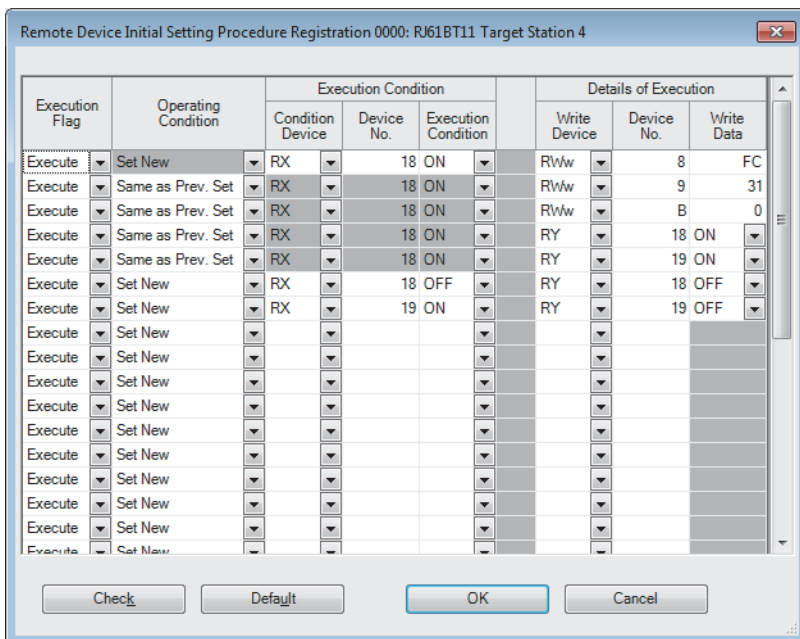 Remote Device Initial Setting Procedure Registration 0000: RJ61BT11 Target Station 4
Execution Flag Operating Condition Execution Condition Details of Execution
Condition Device Device No. Execution Condition Write Device Device No. Write Data
Execute Set New RX 18 ON RWw 8 FC
Execute Same as Prev. Set RX 18 ON RWw 9 31
Execute Same as Prev. Set RX 18 ON RWw B 0
Execute Same as Prev. Set RX 18 ON RY 18 ON
Execute Same as Prev. Set RX 18 ON RY 19 ON
Execute Set New RX 18 OFF RY 18 OFF
Execute Set New RX 19 ON RY 19 OFF
Execute Set New
Execute Set New
Execute Set New
Execute Set New
Execute Set New
Execute Set New
Execute Set New
Execute Set New
Execute Set New
Execute Set New
Check Default OK Cancel